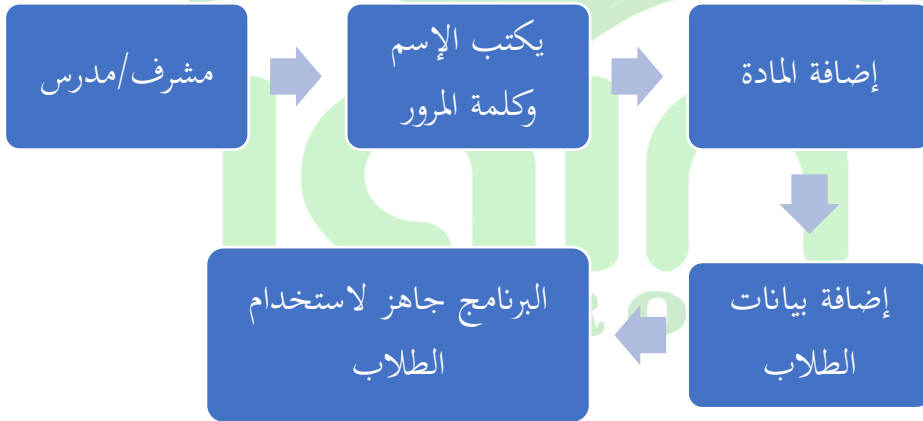 مشرف/مدرس
يكتب الإسم
وكلمة المرور
إضافة المادة
إضافة بيانات
الطلاب
البرنامج جاهز لاستخدام
الطلاب